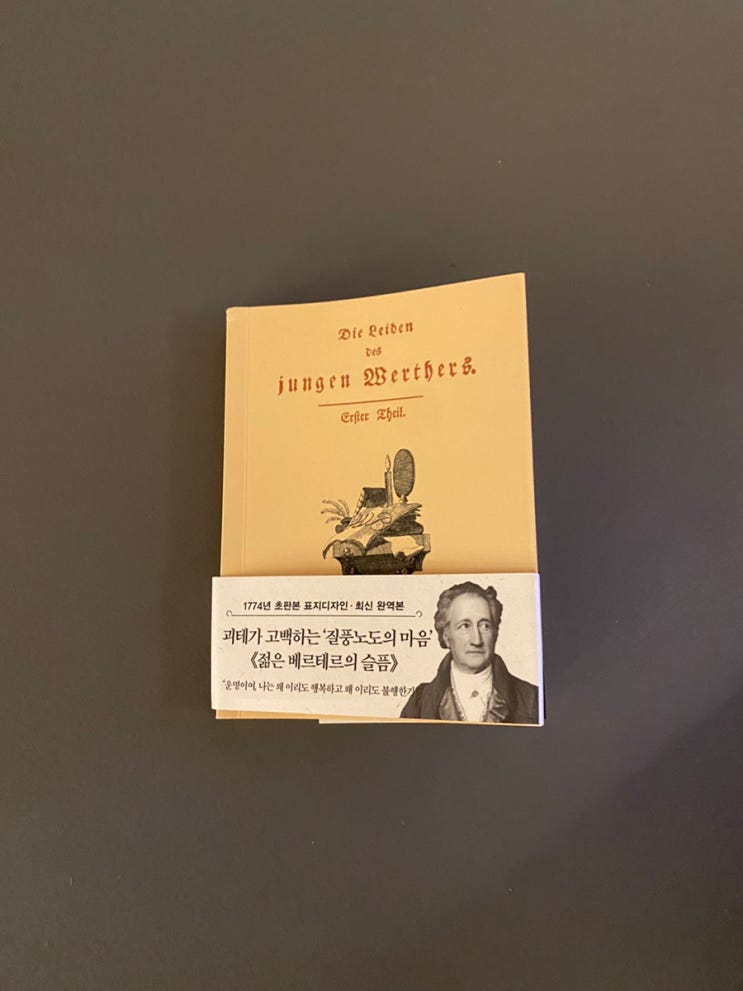 Die Leiden
des
jungen Werthers.
Erster Theil.
1774년 초판본 표지디자인 · 최신 완역본
괴테가 고백하는 ‘질풍노도의 마음’
《젊은 베르테르의 슬픔》
“운명이여, 나는 왜 이리도 행복하고 왜 이리도 불행한가